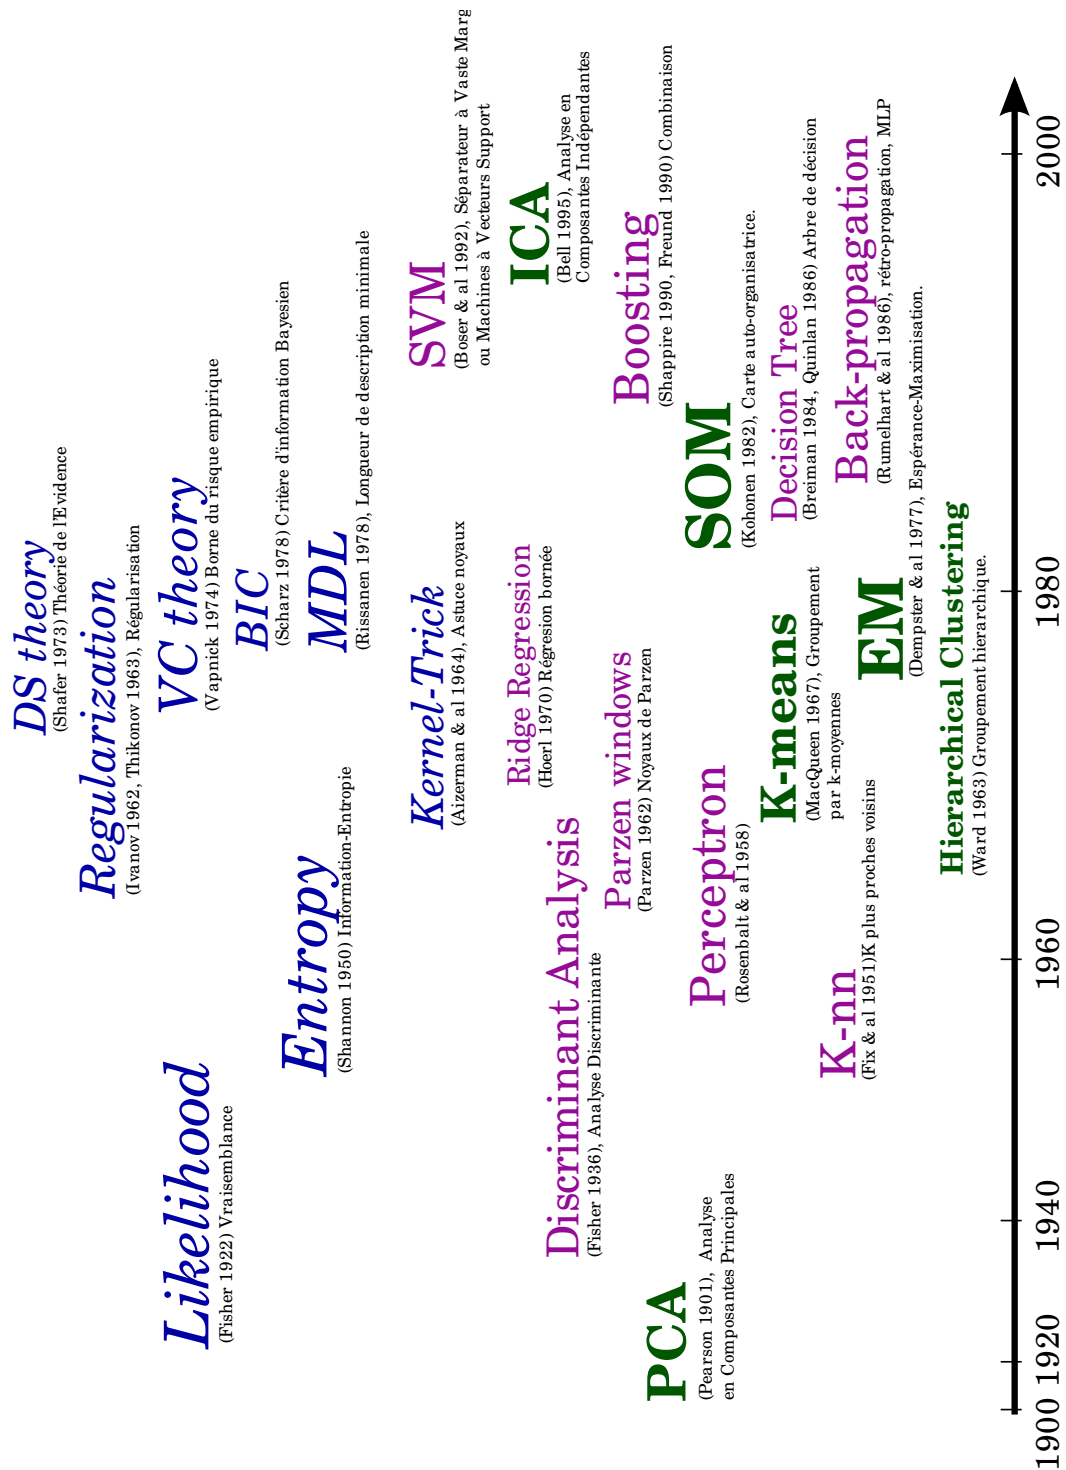 DS theory
(Shafer 1973) Théorie de l'Evidence
Regularization
(Ivanov 1962, Thikonov 1963), Régularisation
VC theory
(Vapnick 1974) Borne du risque empirique
Likelihood
(Fisher 1922) Vraisemblance
BIC
(Scharz 1978) Critère d'information Bayesien
MDL
(Rissanen 1978), Longueur de description minimale
Entropy
(Shannon 1950) Information-Entropie
Kernel-Trick
(Aizerman & al 1964), Astuce noyaux
SVM
(Boser & al 1992), Séparateur à Vaste Marg
ou Machines à Vecteurs Support
Ridge Regression
(Hoerl 1970) Régression bornée
ICA
(Bell 1995), Analyse en
Composantes Indépendantes
Discriminant Analysis
(Fisher 1936), Analyse Discriminante
Parzen windows
(Parzen 1962) Noyaux de Parzen
Boosting
(Shappire 1990, Freund 1990) Combinaison
PCA
(Pearson 1901), Analyse
en Composantes Principales
Perceptron
(Rosenbalt & al 1958)
SOM
(Kohonen 1982), Carte auto-organisatrice.
K-means
(MacQueen 1967), Groupement
par k-moyennes
Decision Tree
(Breiman 1984, Quinlan 1986) Arbre de décision
K-nn
(Fix & al 1951)K plus proches voisins
Back-propagation
(Rumelhart & al 1986), rétro-propagation, MLP
EM
(Dempster & al 1977), Espérance-Maximisation.
Hierarchical Clustering
(Ward 1963) Groupement hierarchique.
1900 1920 1940 1960 1980 2000